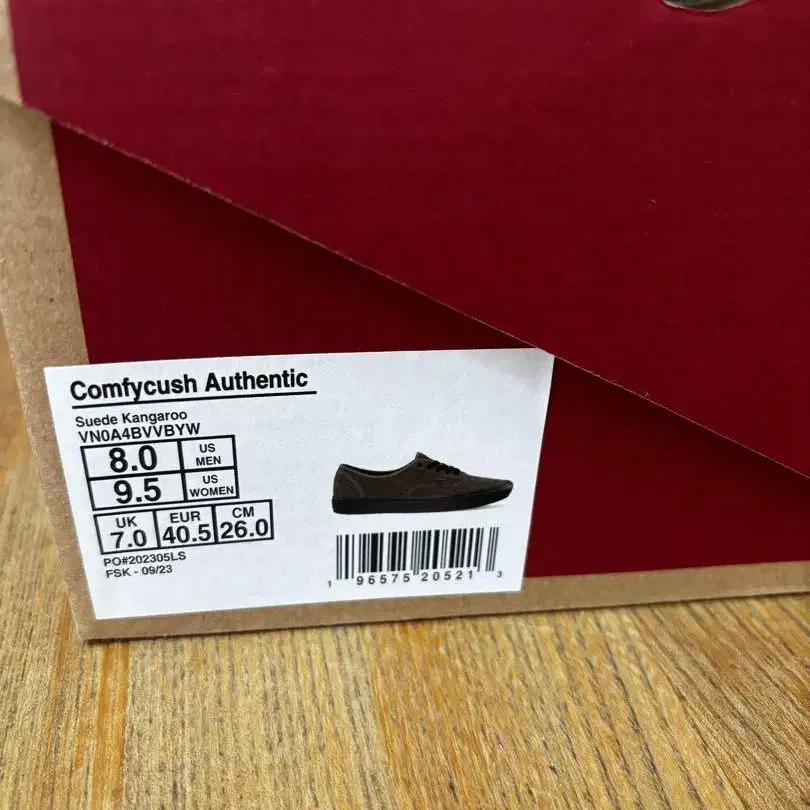 Comfycush Authentic
Suede Kangaroo
VN0A4BVVBYW
8.0 US MEN
9.5 US WOMEN
UK 7.0 EUR 40.5 CM 26.0
PO#202305LS
FSK - 09/23
1 96575 20521 3